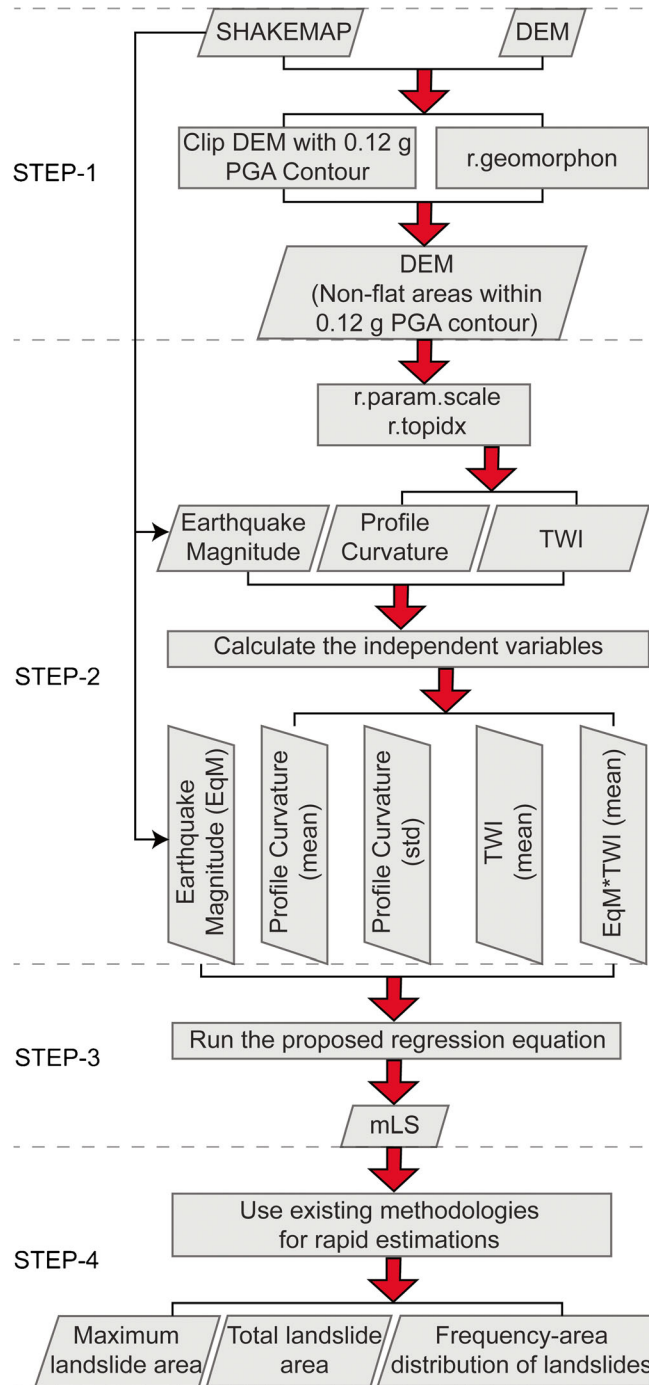 SHAKEMAP
DEM
STEP-1
Clip DEM with 0.12 g
PGA Contour
r.geomorphon
DEM
(Non-flat areas within
0.12 g PGA contour)
r.param.scale
r.topidx
Earthquake
Magnitude
Profile
Curvature
TWI
STEP-2
Calculate the independent variables
Earthquake
Magnitude (EqM)
Profile Curvature
(mean)
Profile Curvature
(std)
TWI
(mean)
EqM*TWI (mean)
STEP-3
Run the proposed regression equation
mLS
STEP-4
Use existing methodologies
for rapid estimations
Maximum
landslide area
Total landslide
area
Frequency-area
distribution of landslides